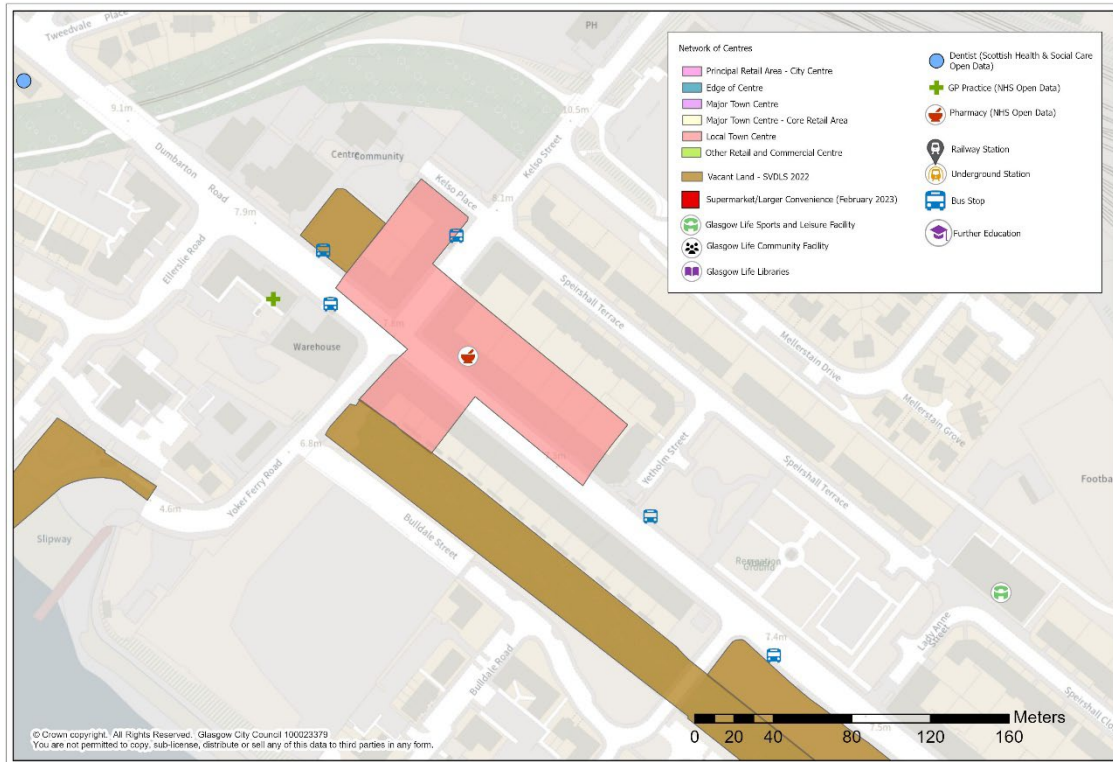 Tweedvale Place
PH
9.1m
10.5m
Kelso Street
Centre
Community
Dumbarton Road
Kelso Place
8.1m
7.9m
Ellerslie Road
Speirshall Terrace
Warehouse
Mellerstain Drive
Mellerstain Grove
6.8m
Yetholm Street
Yoker Ferry Road
Speirshall Terrace
4.6m
Bulldale Street
Slipway
Recreation
Ground
Lady Anne Street
7.4m
Bulldale Road
Speirshall Clo
7.5m
Network of Centres
Principal Retail Area - City Centre
Edge of Centre
Major Town Centre
Major Town Centre - Core Retail Area
Local Town Centre
Other Retail and Commercial Centre
Vacant Land - SVDLS 2022
Supermarket/Larger Convenience (February 2023)
Glasgow Life Sports and Leisure Facility
Glasgow Life Community Facility
Glasgow Life Libraries
Dentist (Scottish Health & Social Care
Open Data)
GP Practice (NHS Open Data)
Pharmacy (NHS Open Data)
Railway Station
Underground Station
Bus Stop
Further Education
Footba
Meters
0 20 40 80 120 160
© Crown copyright. All Rights Reserved. Glasgow City Council 100023379
You are not permitted to copy, sub-license, distribute or sell any of this data to third parties in any form.